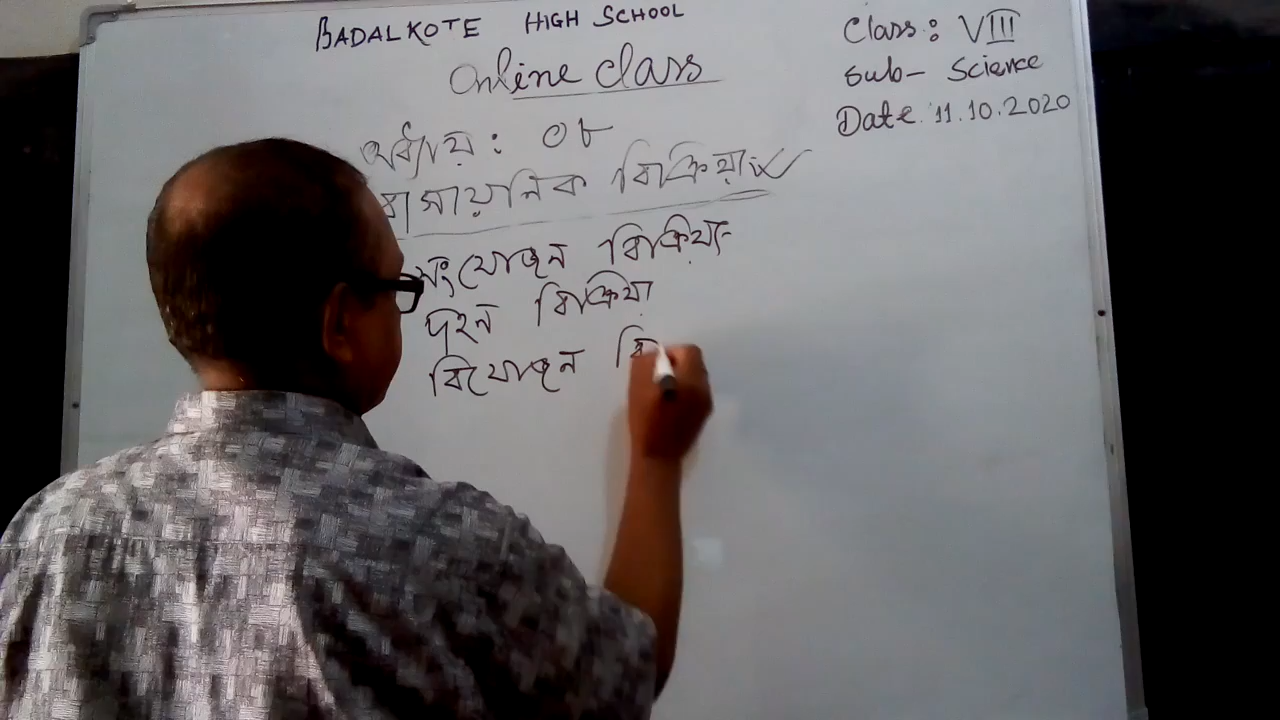 BADALKOTE HIGH SCHOOL
Online class
Class: VIII
Sub- Science
Date: 11.10.2020
অধ্যায়: ০৮
রাসায়নিক বিক্রিয়াঃ
সংযোজন বিক্রিয়া-
দহন বিক্রিয়া
বিযোজন বি